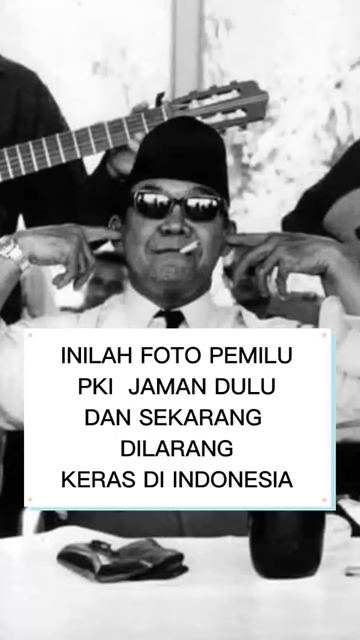 INILAH FOTO PEMILU
PKI JAMAN DULU
DAN SEKARANG
DILARANG
KERAS DI INDONESIA